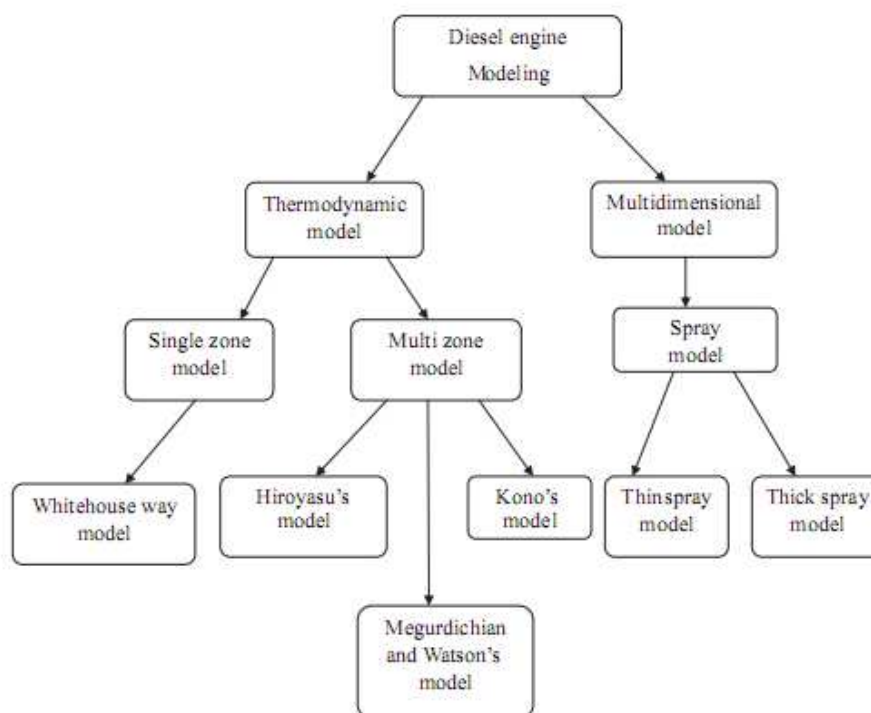 Diesel engine
Modeling
Thermodynamic
model
Multidimensional
model
Single zone
model
Multi zone
model
Spray
model
Whitehouse way
model
Hiroyasu's
model
Kono's
model
Thinspray
model
Thick spray
model
Megurdichian
and Watson's
model